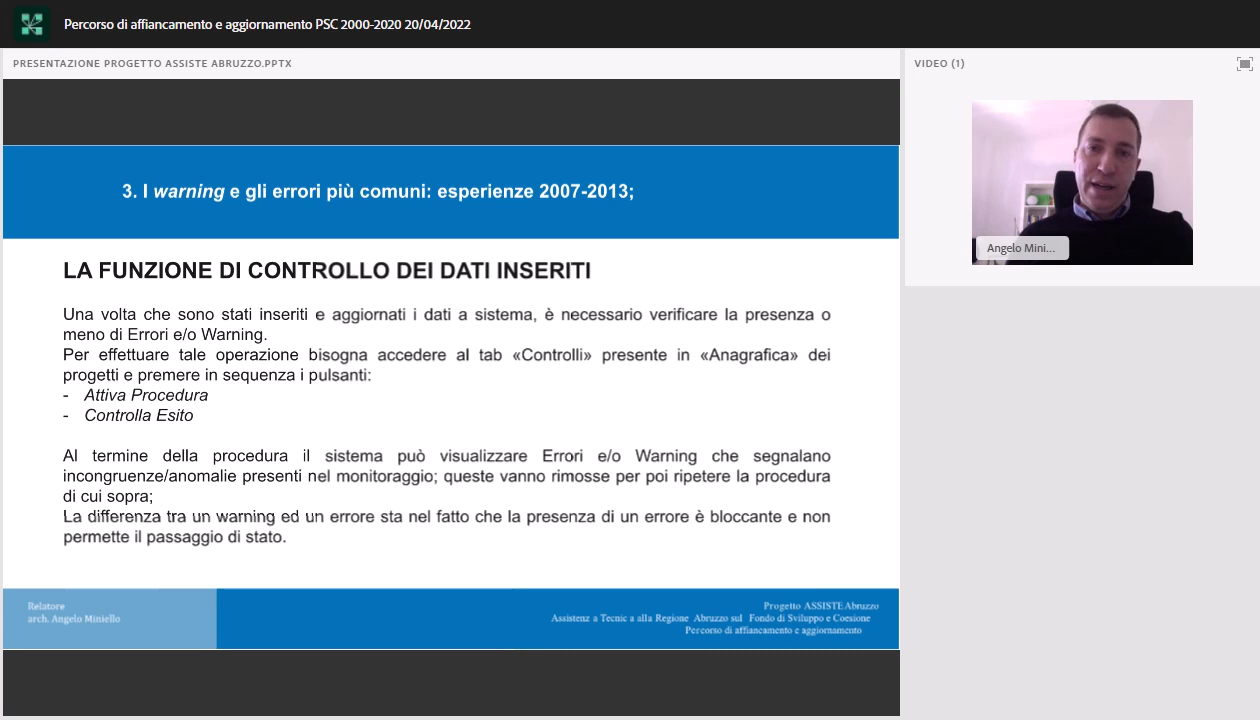 Percorso di affiancamento e aggiornamento PSC 2000-2020 20/04/2022
PRESENTAZIONE PROGETTO ASSISTE ABRUZZO.PPTX
VIDEO (1)
3. I warning e gli errori più comuni: esperienze 2007-2013;
LA FUNZIONE DI CONTROLLO DEI DATI INSERITI
Una volta che sono stati inseriti e aggiornati i dati a sistema, è necessario verificare la presenza o
meno di Errori e/o Warning.
Per effettuare tale operazione bisogna accedere al tab «Controlli» presente in «Anagrafica» dei
progetti e premere in sequenza i pulsanti:
- Attiva Procedura
- Controlla Esito
Al termine della procedura il sistema può visualizzare Errori e/o Warning che segnalano
incongruenze/anomalie presenti nel monitoraggio; queste vanno rimosse per poi ripetere la procedura
di cui sopra;
La differenza tra un warning ed un errore sta nel fatto che la presenza di un errore è bloccante e non
permette il passaggio di stato.
Relatore
arch. Angelo Miniello
Progetto ASSISTE Abruzzo
Assistenz a Tecnic a alla Regione Abruzzo sul Fondo di Sviluppo e Coesione
Percorso di affiancamento e aggiornamento
Angelo Mini...